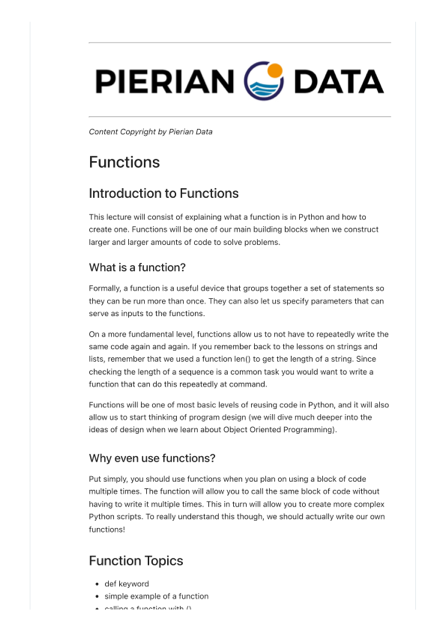 PIERIAN DATA
Content Copyright by Pierian Data
Functions
Introduction to Functions
This lecture will consist of explaining what a function is in Python and how to
create one. Functions will be one of our main building blocks when we construct
larger and larger amounts of code to solve problems.
What is a function?
Formally, a function is a useful device that groups together a set of statements so
they can be run more than once. They can also let us specify parameters that can
serve as inputs to the functions.
On a more fundamental level, functions allow us to not have to repeatedly write the
same code again and again. If you remember back to the lessons on strings and
lists, remember that we used a function len() to get the length of a string. Since
checking the length of a sequence is a common task you would want to write a
function that can do this repeatedly at command.
Functions will be one of most basic levels of reusing code in Python, and it will also
allow us to start thinking of program design (we will dive much deeper into the
ideas of design when we learn about Object Oriented Programming).
Why even use functions?
Put simply, you should use functions when you plan on using a block of code
multiple times. The function will allow you to call the same block of code without
having to write it multiple times. This in turn will allow you to create more complex
Python scripts. To really understand this though, we should actually write our own
functions!
Function Topics
• def keyword
• simple example of a function
• calling a function with ()